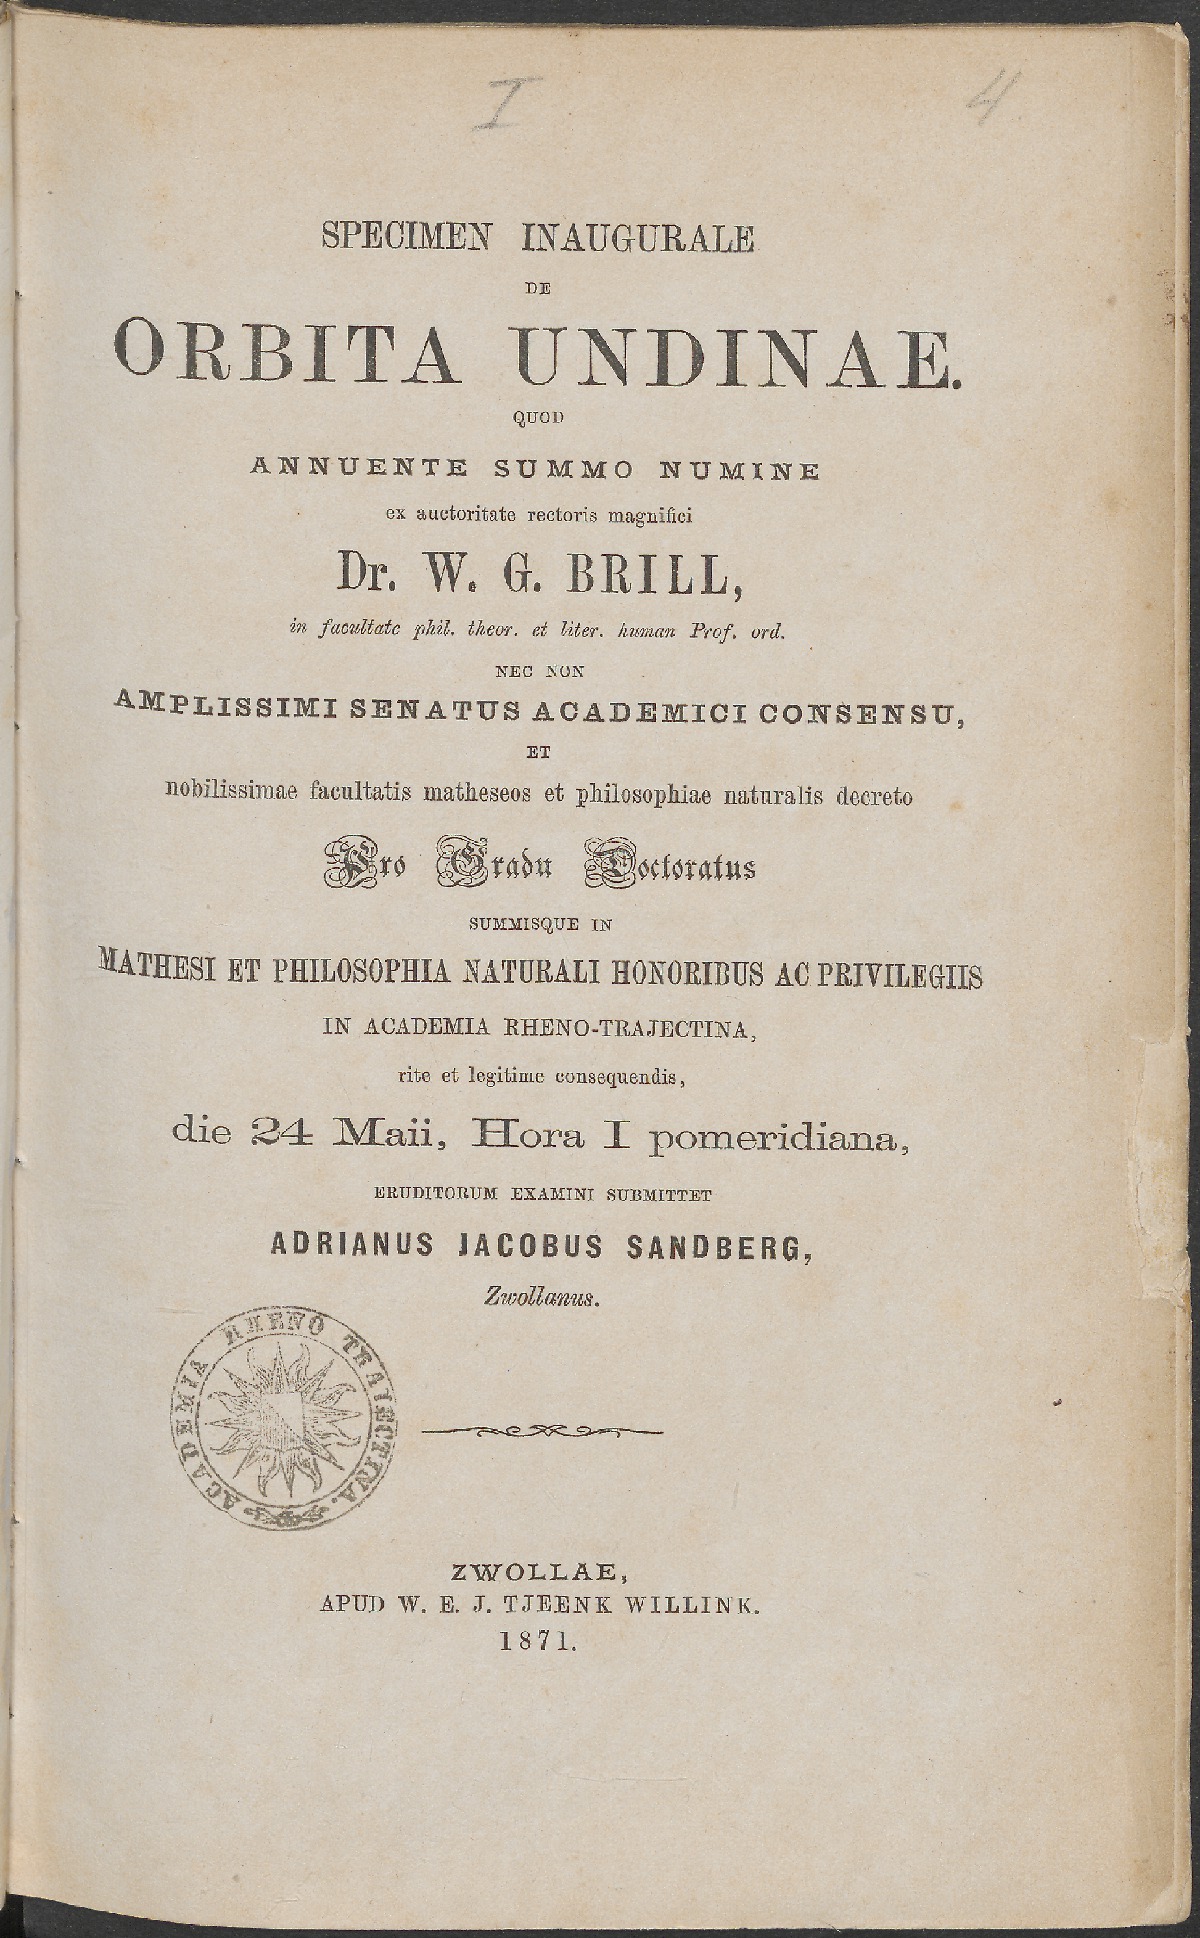 I 4
SPECIMEN INAUGURALE
DE
ORBITA UNDINAE.
QUOD
ANNUENTE SUMMO NUMINE
ex auctoritate rectoris magnifici
Dr. W. G. BRILL,
in facultate phil. theor. et liter. human Prof. ord.
NEC NON
AMPLISSIMI SENATUS ACADEMICI CONSENSU,
ET
nobilissimae facultatis matheseos et philosophiae naturalis decreto
Pro Gradu Doctoratus
SUMMISQUE IN
MATHESI ET PHILOSOPHIA NATURALI HONORIBUS AC PRIVILEGIIS
IN ACADEMIA RHENO-TRAJECTINA,
rite et legitime consequendis,
die 24 Maii, Hora I pomeridiana,
ERUDITORUM EXAMINI SUBMITTET
ADRIANUS JACOBUS SANDBERG,
Zwollanus.
ACADEMIA RHENO TRAIECTINA.
ZWOLLAE,
APUD W. E. J. TJEENK WILLINK.
1871.